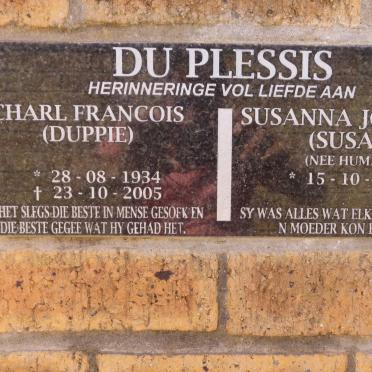 DU PLESSIS
HERINNERINGE VOL LIEFDE AAN
CHARL FRANCOIS
(DUPPIE)
* 28 - 08 - 1934
† 23 - 10 - 2005
HET SLEGS DIE BESTE IN MENSE GESOEK EN
DIE BESTE GEGEE WAT HY GEHAD HET.
SUSANNA JO
(SUSA
(NEE HUM
* 15 - 10 -
SY WAS ALLES WAT ELK
N MOEDER KON